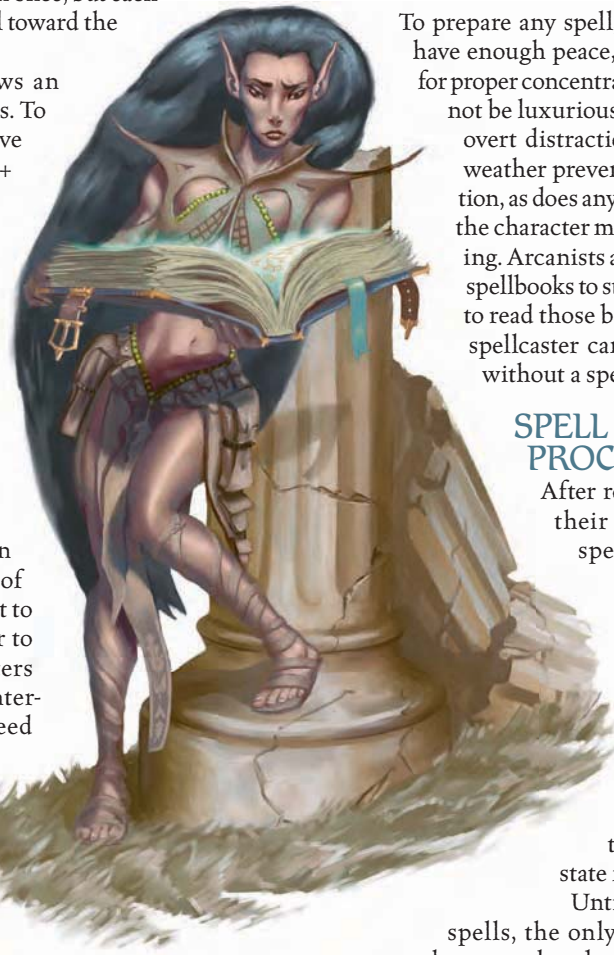 but each
toward the
ws an
s. To
ve
+
n
of
t to
r to
ers
nter-
eed
To prepare any spell
have enough peace,
for proper concentra
not be luxurious
overt distractio
weather preven
tion, as does any
the character m
ing. Arcanists a
spellbooks to st
to read those b
spellcaster can
without a spe
SPELL
PROC
After re
their
spe
t
state
Unti
spells, the only